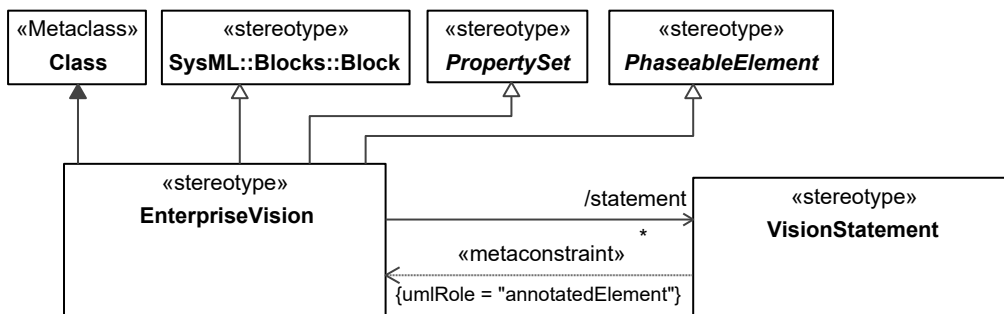 «Metaclass»
Class
«stereotype»
SysML::Blocks::Block
«stereotype»
PropertySet
«stereotype»
PhaseableElement
«stereotype»
EnterpriseVision
/statement
*
«metaconstraint»
{umlRole = "annotatedElement"}
«stereotype»
VisionStatement